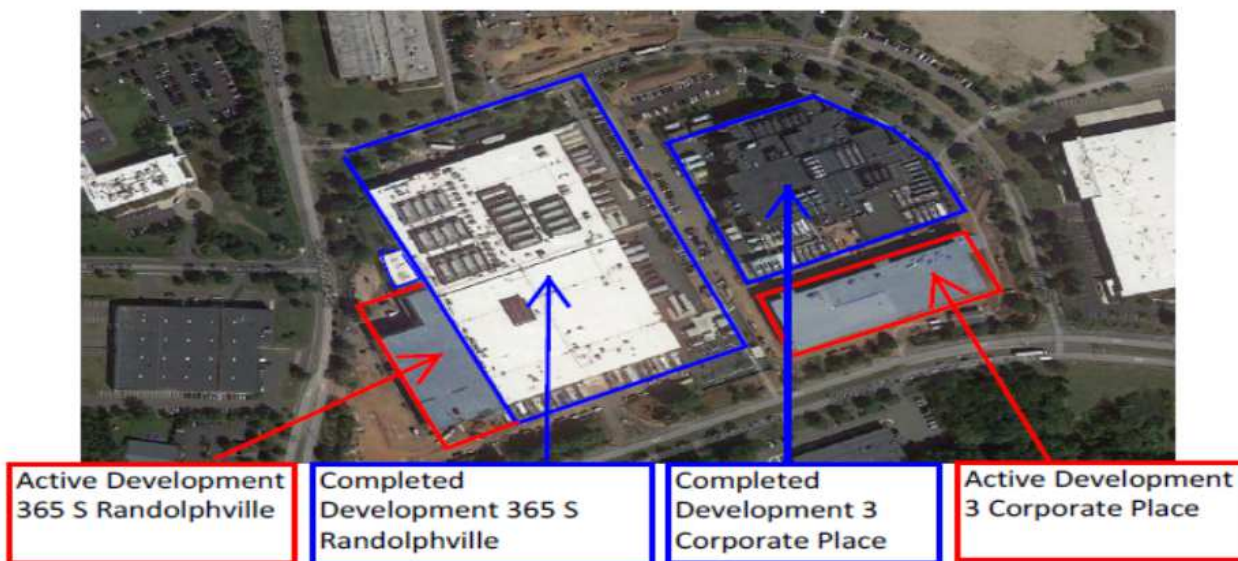 Active Development
365 S Randolphville
Completed
Development 365 S
Randolphville
Completed
Development 3
Corporate Place
Active Development
3 Corporate Place